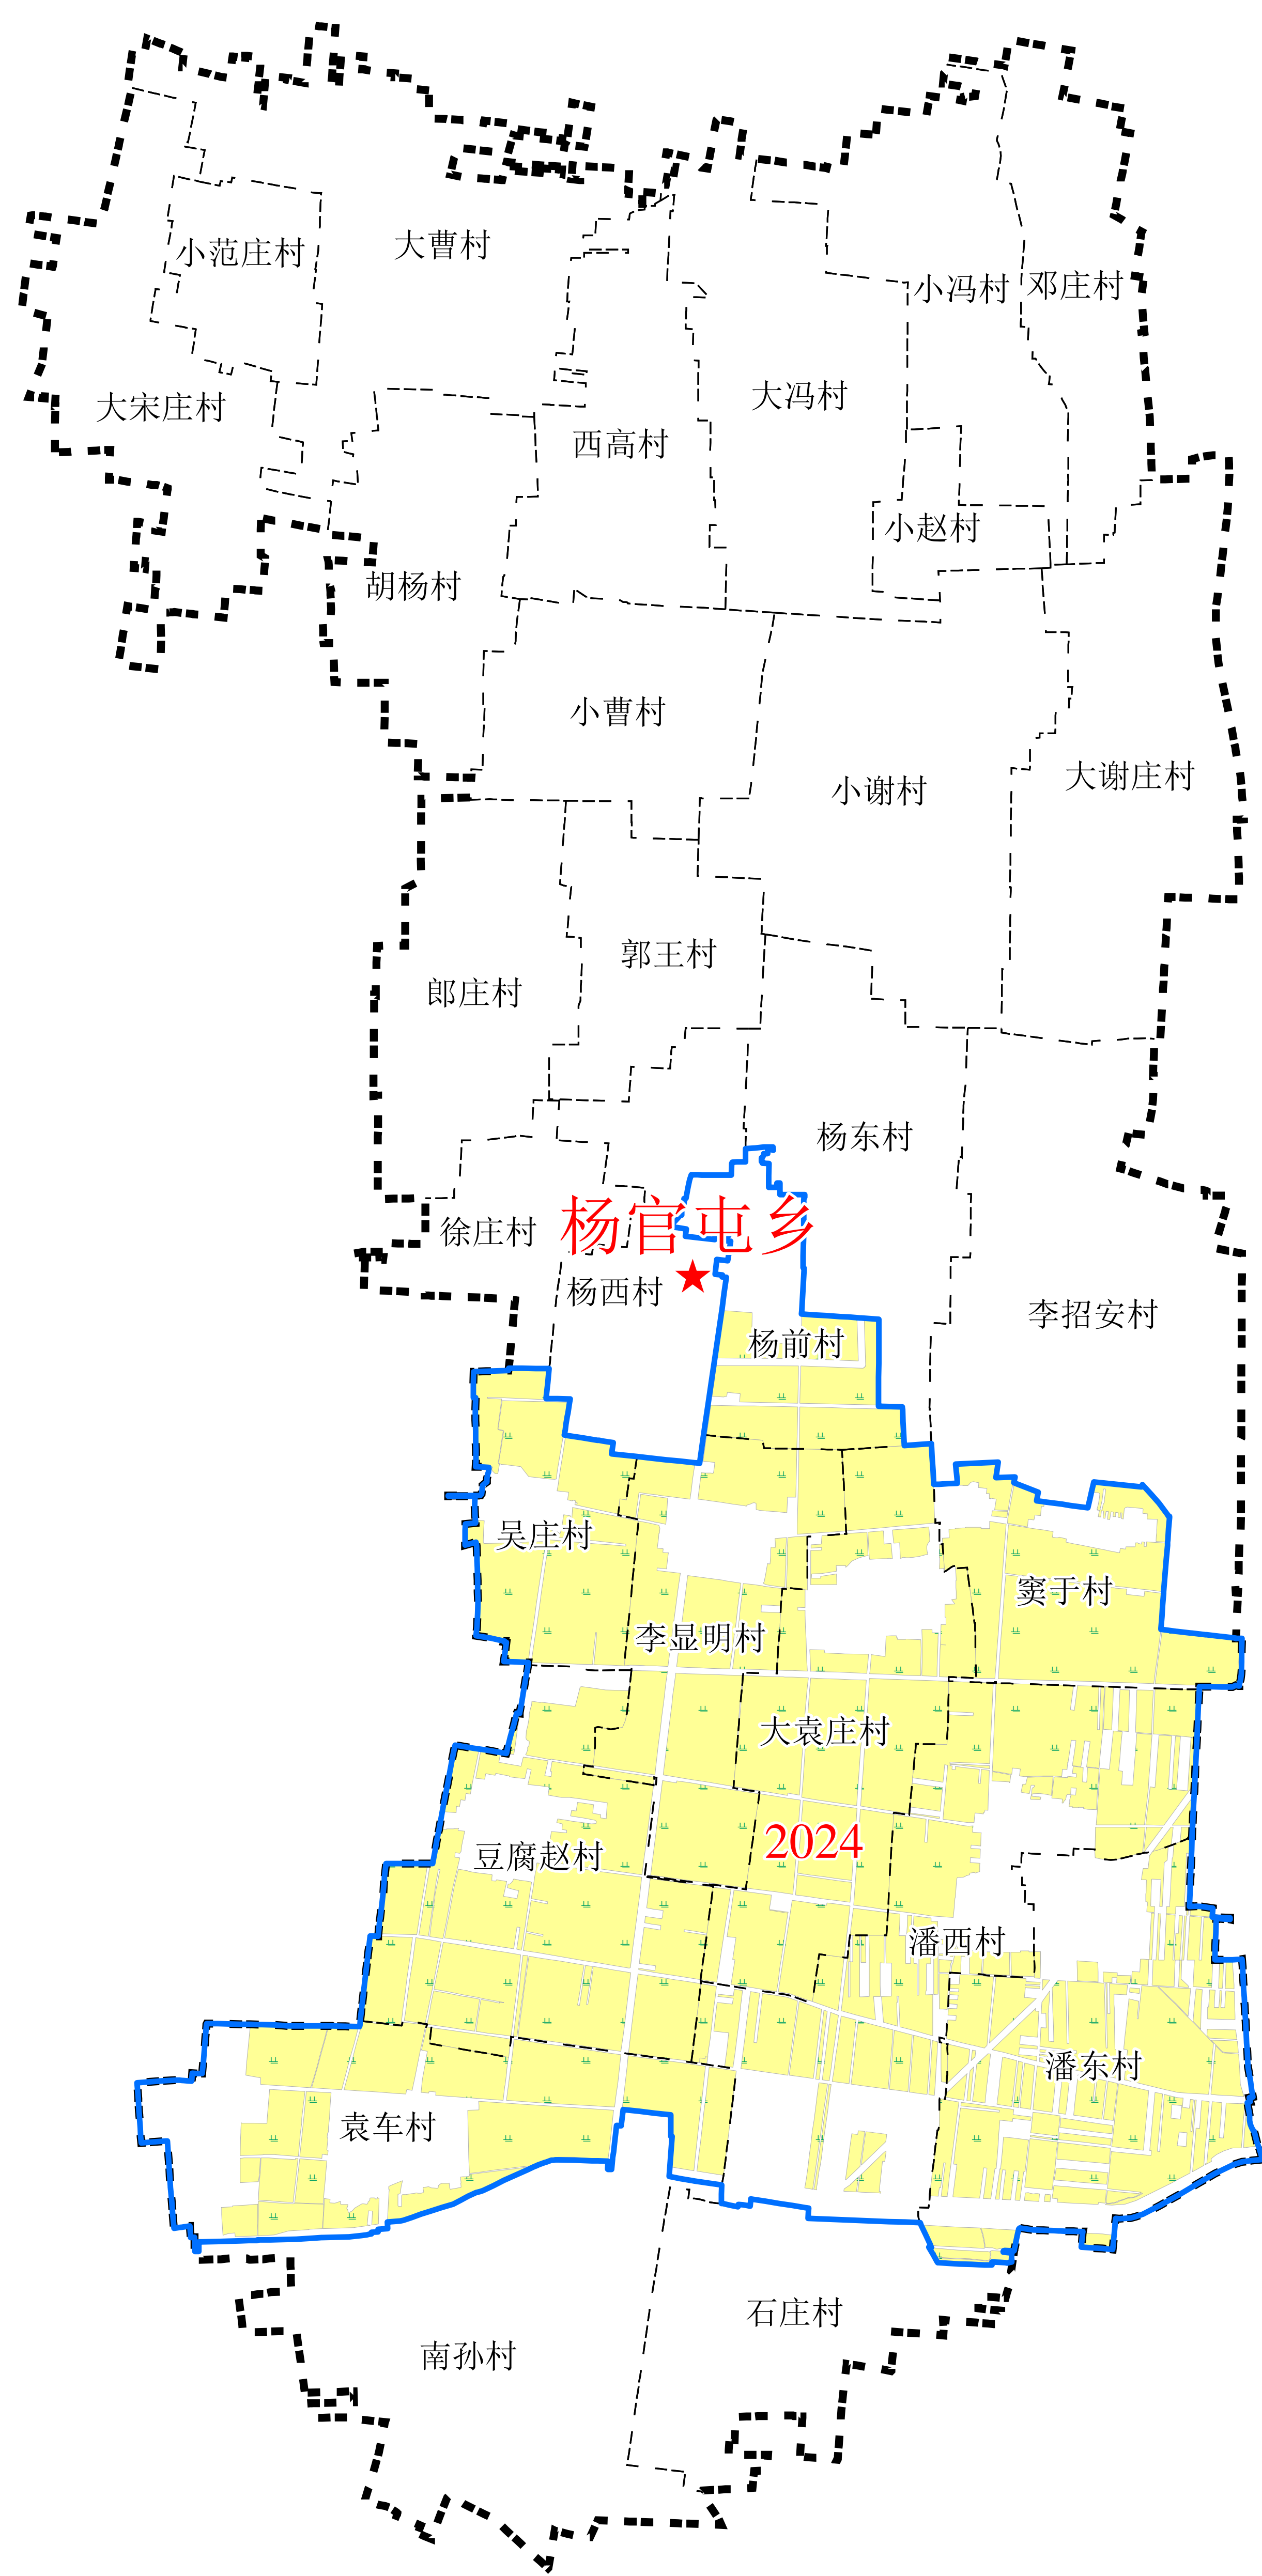 大曹村
小范庄村
小冯村
邓庄村
大冯村
大宋庄村
西高村
小赵村
胡杨村
小曹村
大谢庄村
小谢村
郭王村
郎庄村
杨东村
杨官屯乡
徐庄村
杨西村
李招安村
杨前村
吴庄村
窦于村
李显明村
大袁庄村
2024
豆腐赵村
潘西村
潘东村
袁车村
石庄村
南孙村